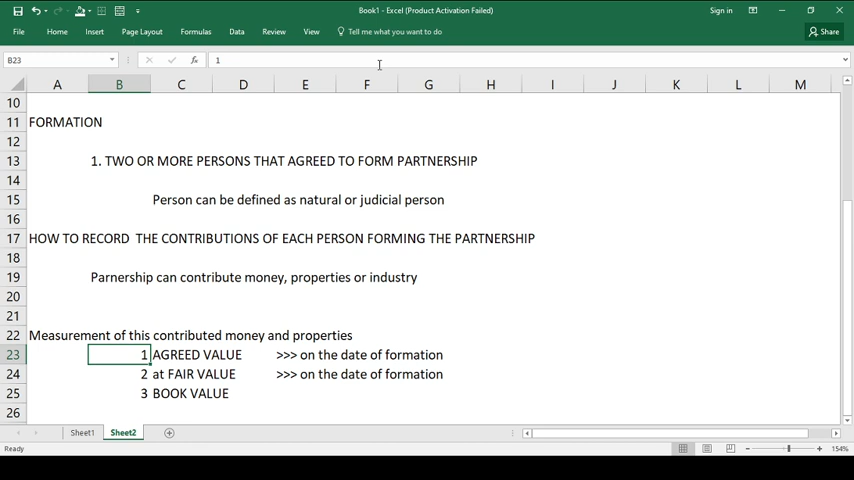 Book1 - Excel (Product Activation Failed)
Sign in
File Home Insert Page Layout Formulas Data Review View Tell me what you want to do Share
B23 fx 1
A B C D E F G H I J K L M
10
11 FORMATION
12
13 1. TWO OR MORE PERSONS THAT AGREED TO FORM PARTNERSHIP
14
15 Person can be defined as natural or judicial person
16
17 HOW TO RECORD THE CONTRIBUTIONS OF EACH PERSON FORMING THE PARTNERSHIP
18
19 Parnership can contribute money, properties or industry
20
21
22 Measurement of this contributed money and properties
23 1 AGREED VALUE >>> on the date of formation
24 2 at FAIR VALUE >>> on the date of formation
25 3 BOOK VALUE
26
Sheet1 Sheet2
Ready 154%